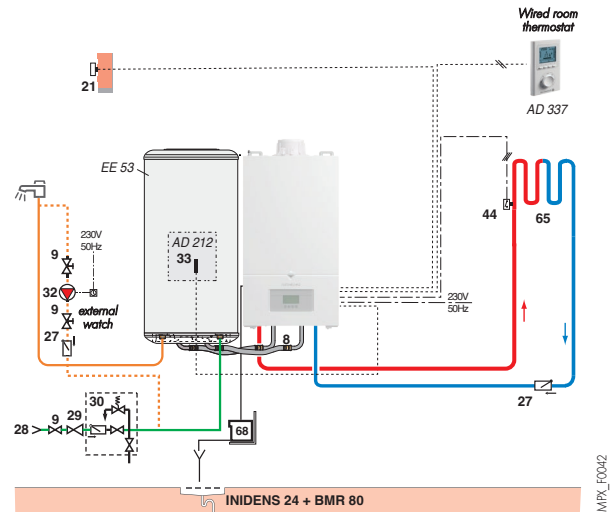 Wired room
thermostat
21
AD 337
EE 53
44
65
AD 212
33
9
230V
50Hz
32
230V
50Hz
9
external
watch
27
8
27
30
9
29
28
68
INIDENS 24 + BMR 80
MPX_F0042